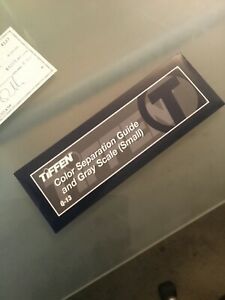 TIFFEN
Color Separation Guide
and Gray Scale (Small)
Q-13